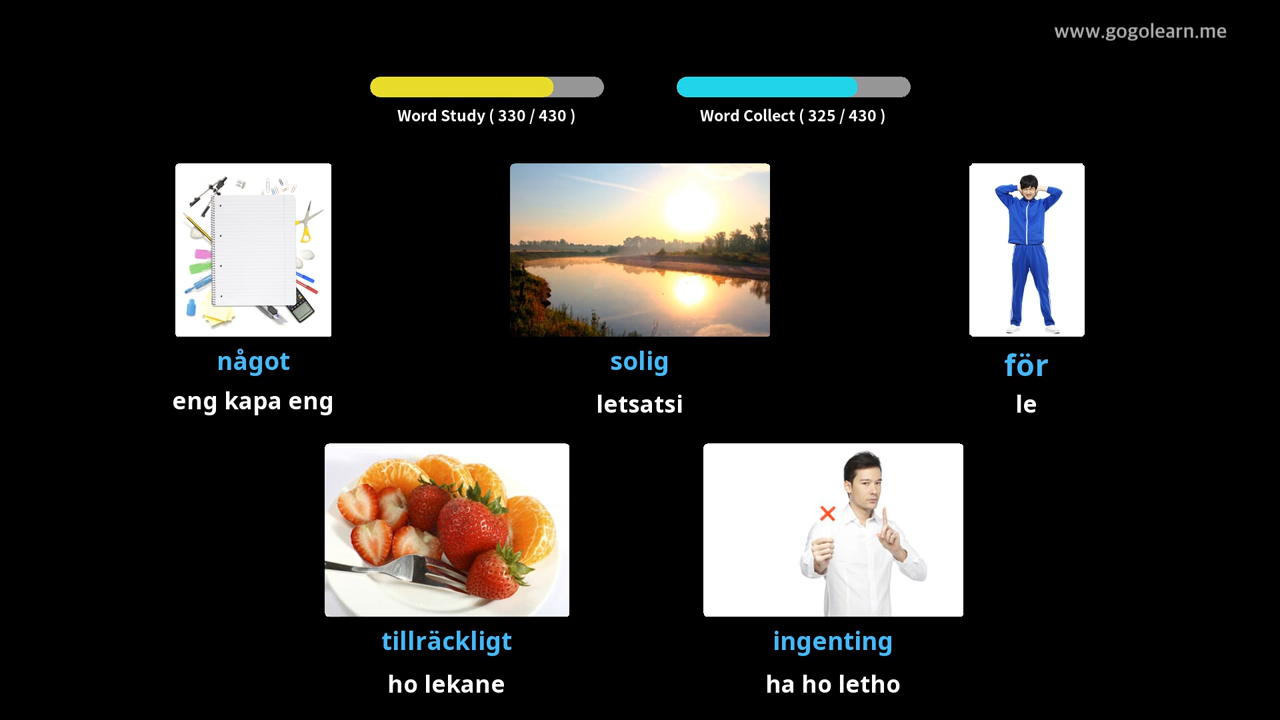 www.gogolearn.me
Word Study ( 330 / 430 )
Word Collect ( 325 / 430 )
något
eng kapa eng
solig
letsatsi
för
le
tillräckligt
ho lekane
ingenting
ha ho letho